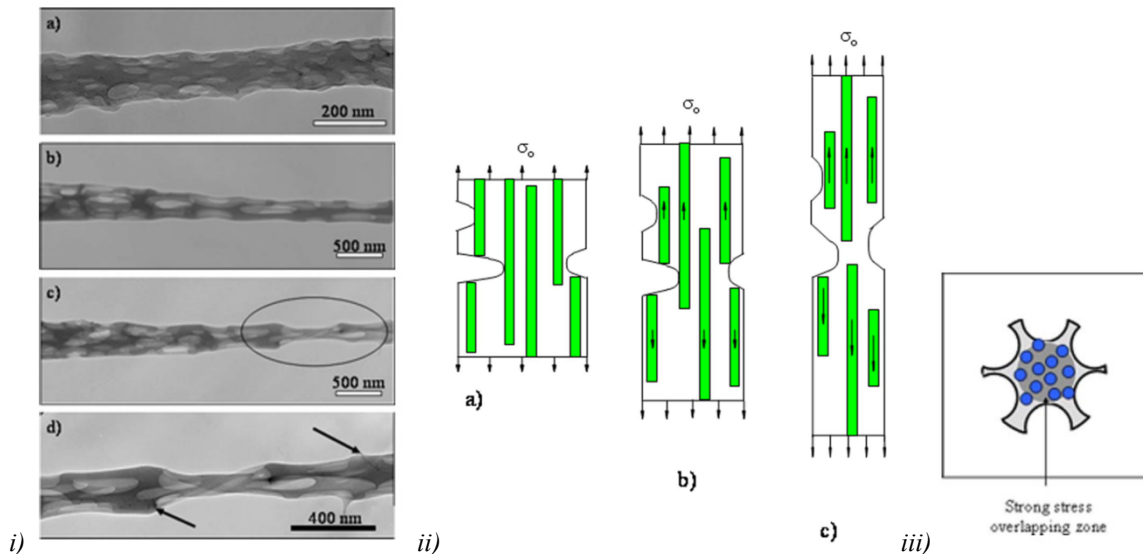 a)
200 nm
b)
500 nm
c)
500 nm
d)
400 nm
i)
σₒ
a)
σₒ
b)
σₒ
c)
ii)
Strong stress
overlapping zone
iii)